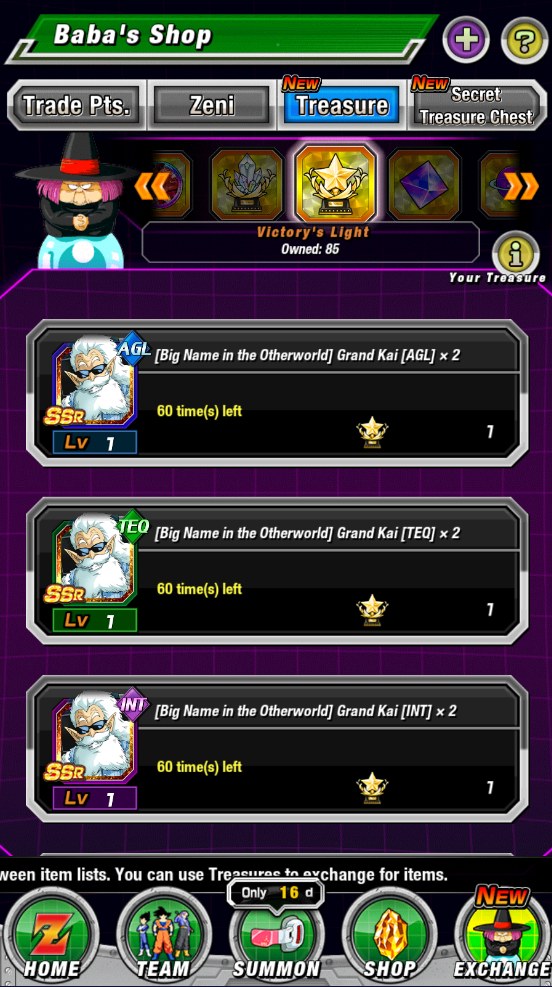 Baba's Shop
Trade Pts.
Zeni
New
Treasure
New
Secret
Treasure Chest
Victory's Light
Owned: 85
Your Treasure
AGL
[Big Name in the Otherworld] Grand Kai [AGL] × 2
60 time(s) left
SSR
1
Lv 1
TEQ
[Big Name in the Otherworld] Grand Kai [TEQ] × 2
60 time(s) left
SSR
1
Lv 1
INT
[Big Name in the Otherworld] Grand Kai [INT] × 2
60 time(s) left
SSR
1
Lv 1
ween item lists. You can use Treasures to exchange for items.
Only 16 d
New
HOME
TEAM
SUMMON
SHOP
EXCHANGE